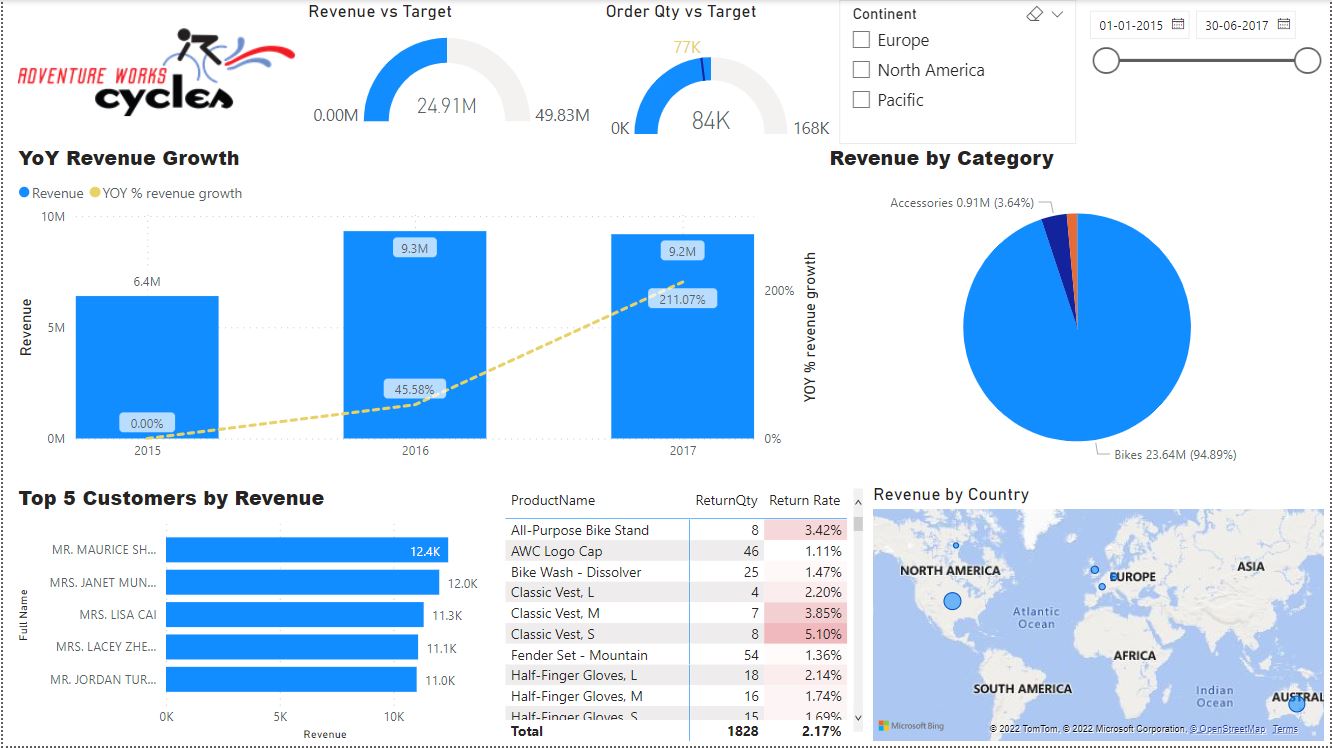 ADVENTURE WORKS
cycles
Revenue vs Target
0.00M
24.91M
49.83M
Order Qty vs Target
77K
0K
84K
168K
Continent
Europe
North America
Pacific
01-01-2015
30-06-2017
YoY Revenue Growth
Revenue
YOY % revenue growth
10M
5M
0M
Revenue
6.4M
9.3M
9.2M
0.00%
45.58%
211.07%
200%
0%
YOY % revenue growth
2015
2016
2017
Revenue by Category
Accessories 0.91M (3.64%)
Bikes 23.64M (94.89%)
Top 5 Customers by Revenue
Full Name
MR. MAURICE SH... 12.4K
MRS. JANET MUN... 12.0K
MRS. LISA CAI 11.3K
MRS. LACEY ZHE... 11.1K
MR. JORDAN TUR... 11.0K
0K 5K 10K
Revenue
ProductName ReturnQty Return Rate
All-Purpose Bike Stand 8 3.42%
AWC Logo Cap 46 1.11%
Bike Wash - Dissolver 25 1.47%
Classic Vest, L 4 2.20%
Classic Vest, M 7 3.85%
Classic Vest, S 8 5.10%
Fender Set - Mountain 54 1.36%
Half-Finger Gloves, L 18 2.14%
Half-Finger Gloves, M 16 1.74%
Half-Finger Gloves, S 15 1.69%
Total 1828 2.17%
Revenue by Country
NORTH AMERICA
EUROPE
ASIA
Atlantic
Ocean
AFRICA
SOUTH AMERICA
Indian
Ocean
AUSTRAL
Microsoft Bing
© 2022 TomTom, © 2022 Microsoft Corporation, © OpenStreetMap Terms